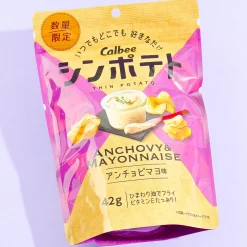 数量
限定
いつでもどこでも 好きなだけ
Calbee
シンポテト
THIN POTATO
ANCHOVY &
MAYONNAISE
アンチョビマヨ味
42g
ひまわり油でフライ
ビタミンEたっぷり!